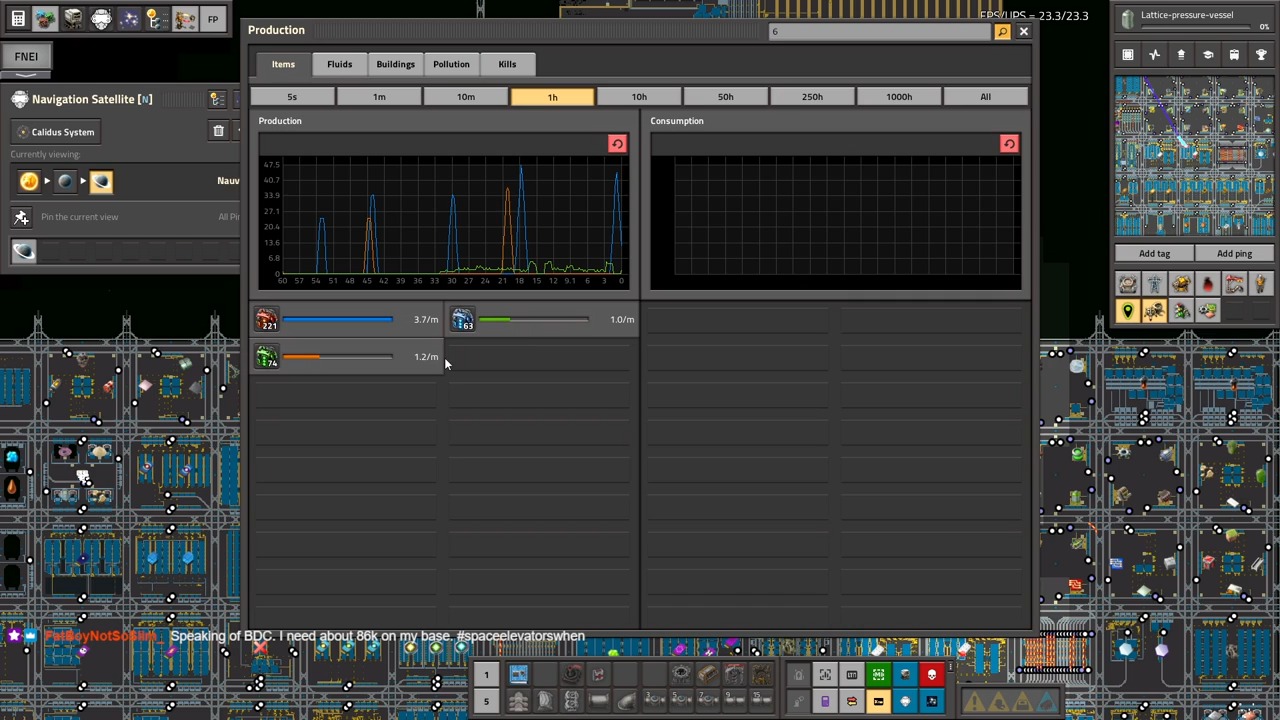 FP
Production
6
FPS/UPS = 23.3/23.3
Lattice-pressure-vessel
0%
FNEI
Items
Fluids
Buildings
Pollution
Kills
Navigation Satellite [N]
5s
1m
10m
1h
10h
50h
250h
1000h
All
Calidus System
Production
Consumption
Currently viewing:
Nauv
Pin the current view
All Pin
47.5
40.7
33.9
27.1
20.4
13.6
6.8
0
60 57 54 51 48 45 42 39 36 33 30 27 24 21 18 15 12 9 6 3 0
Add tag
Add ping
221
3.7/m
63
1.0/m
74
1.2/m
FatBoyNotSoSlim_ Speaking of BDC. I need about 86k on my base. #spaceelevatorswhen
1
5